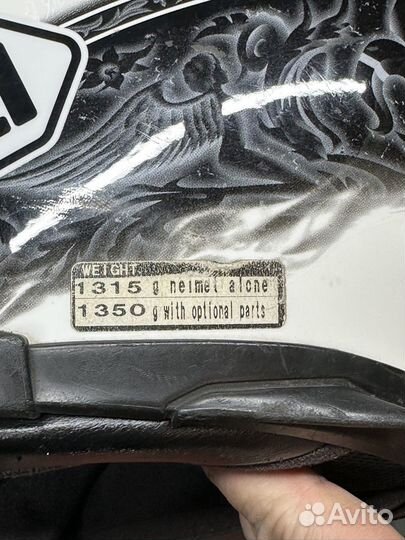 WEIGHT
1315 g helmet alone
1350 g with optional parts
Avito